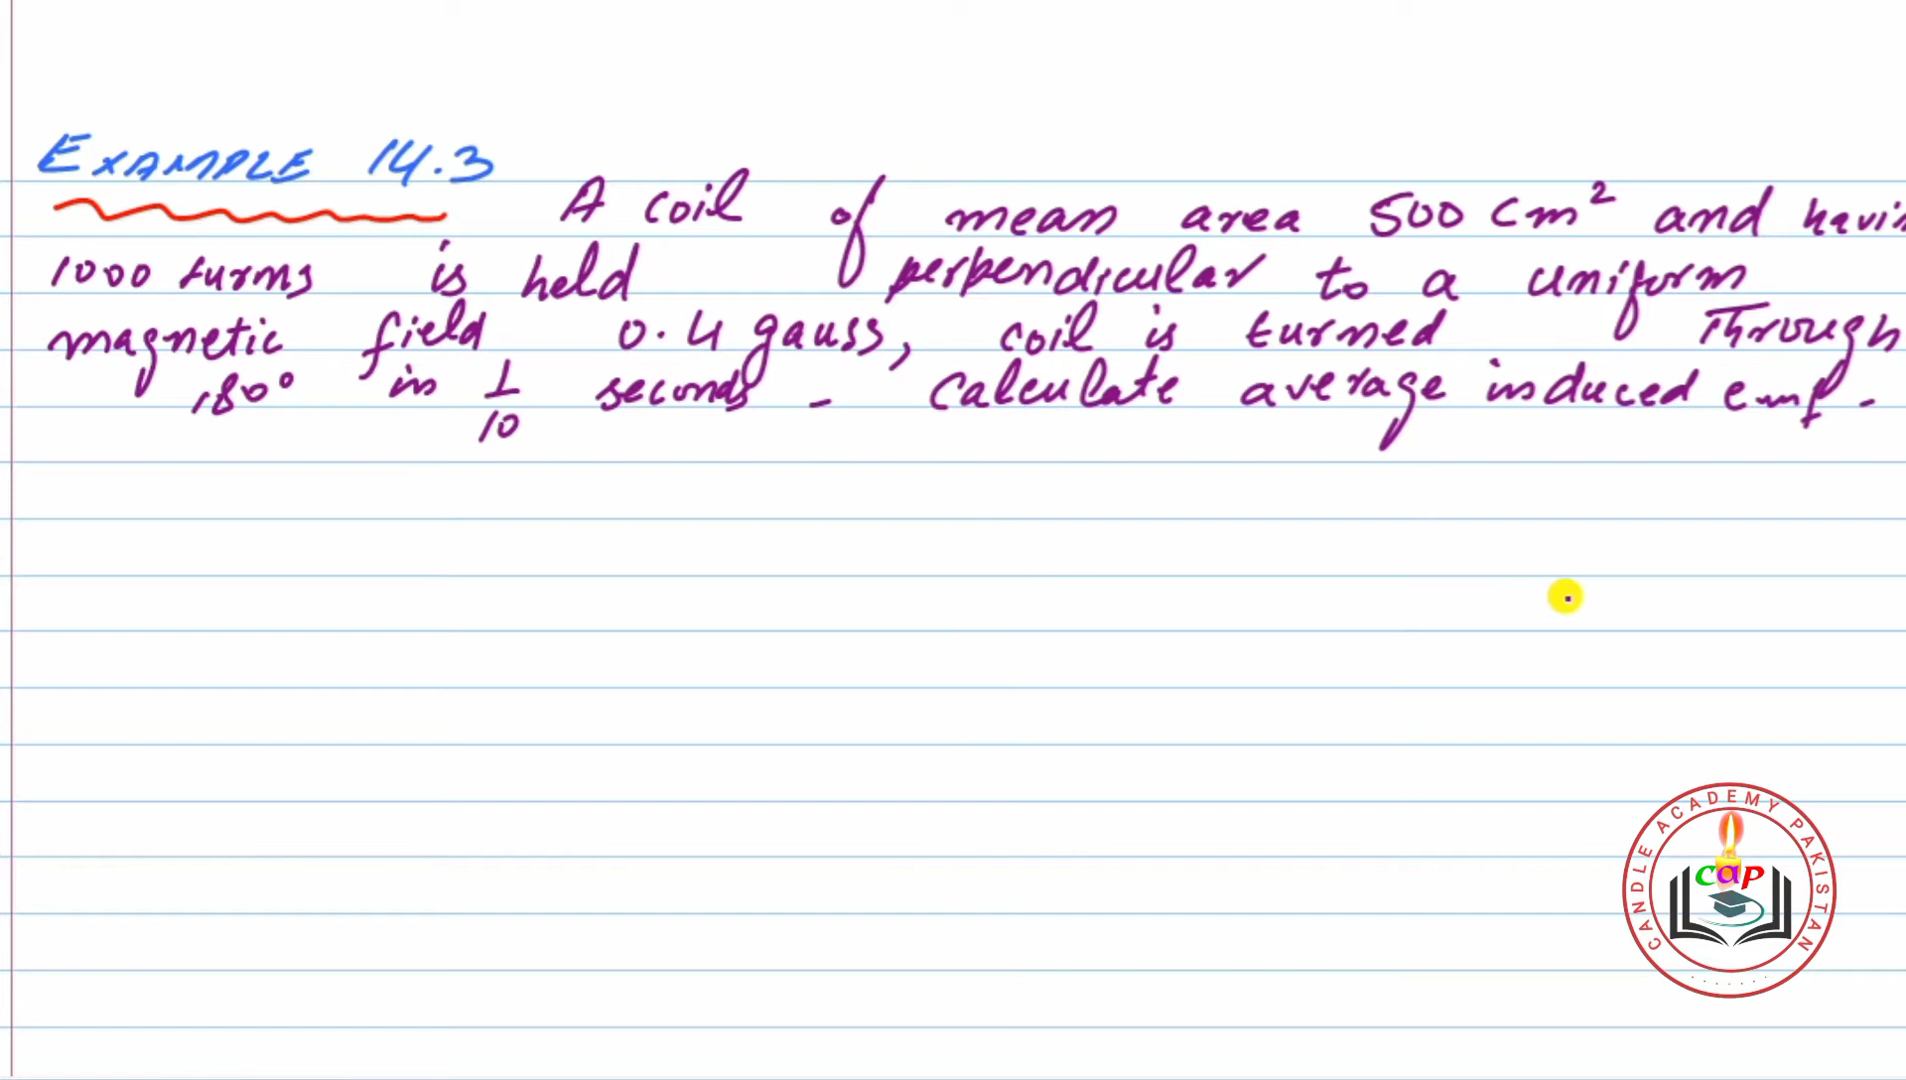 EXAMPLE 14.3
A coil of mean area 500 cm² and havin
1000 turns is held perpendicular to a uniform
magnetic field 0.4 gauss, coil is turned Through
180° in 1/10 seconds - calculate average induced emf.
CANDLE ACADEMY PAKISTAN
cap